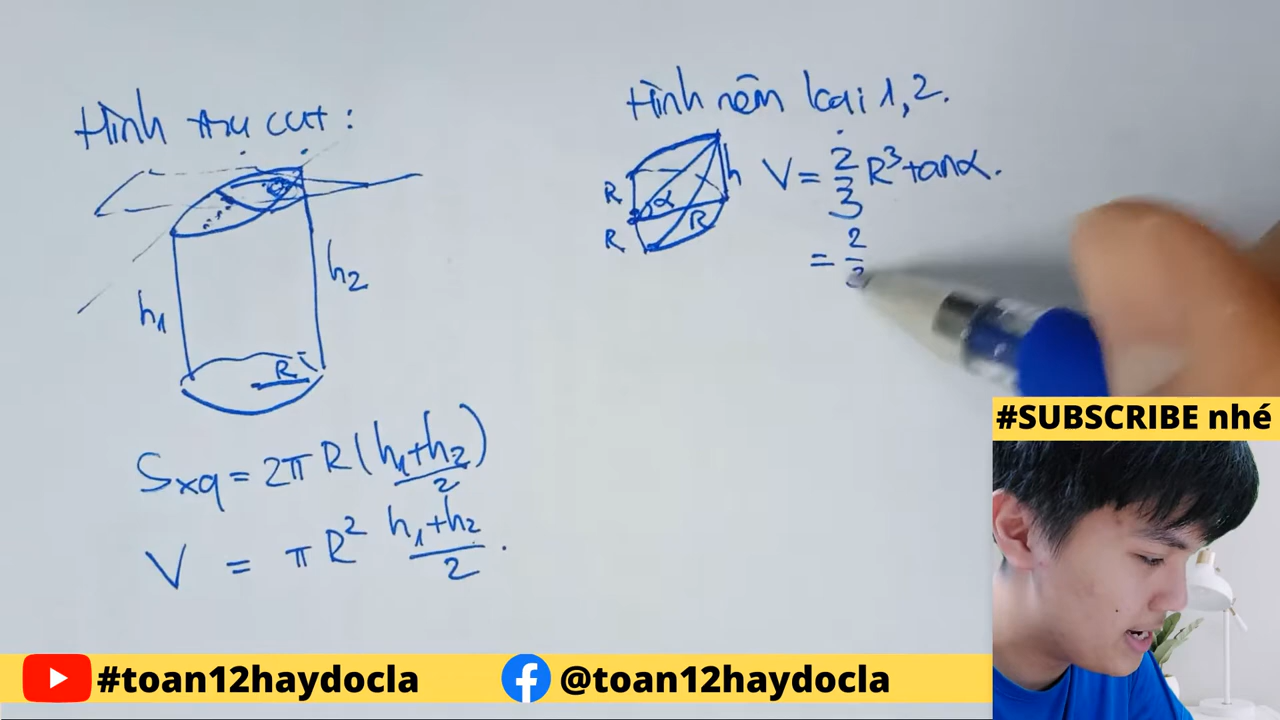 Hình trụ cụt:
h₁
h₂
R
Sxq = 2πR(h₁+h₂/2)
V = πR² h₁+h₂/2.
Hình nêm loại 1, 2.
R
R
α
R
h
V = 2/3 R³ tanα.
= 2/3
#SUBSCRIBE nhé
#toan12haydocla
@toan12haydocla